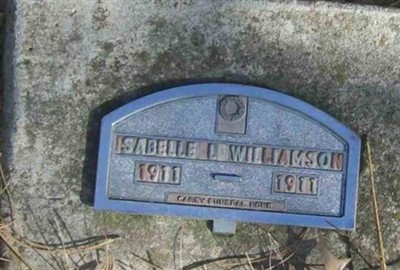 ISABELLE D WILLIAMSON
1911 1911
CAREY FUNERAL HOME